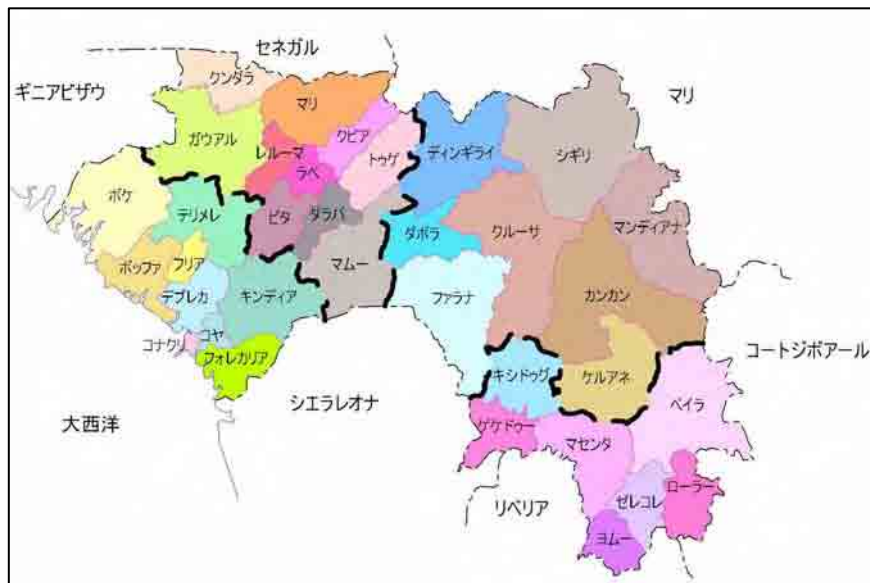 セネガル
クンダラ
ギニアビザウ
マリ
マリ
ガウアル
クビア
レルーマ
トゥゲ
ディンギライ
シギリ
ラベ
ボケ
テリメレ
ピタ
ダラバ
ダボラ
クルーサ
マンディアナ
ボッファ
フリア
マムー
デブレカ
キンディア
ファラナ
カンカン
コヤ
コナクリ
フォレカリア
コートジボアール
キシドゥグ
ケルアネ
シエラレオナ
ベイラ
大西洋
ゲケドゥー
マセンタ
リベリア
ゼレコレ
ローラー
ヨムー